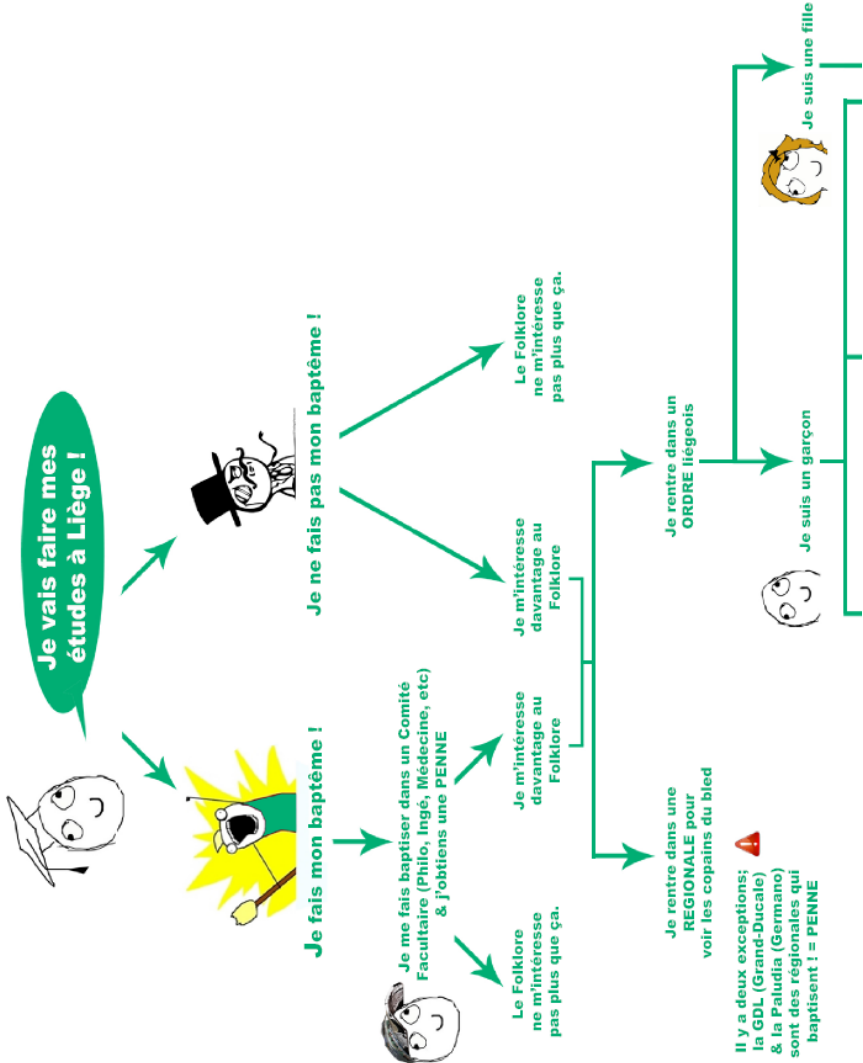 Je vais faire mes
études à Liège !
Je fais mon baptême !
Je ne fais pas mon baptême !
Je me fais baptiser dans un Comité
Facultaire (Philo, Ingé, Médecine, etc)
& j'obtiens une PENNE
Le Folklore
ne m'intéresse
pas plus que ça.
Je m'intéresse
davantage au
Folklore
Je m'intéresse
davantage au
Folklore
Le Folklore
ne m'intéresse
pas plus que ça.
Je rentre dans une
REGIONALE pour
voir les copains du bled
Il y a deux exceptions;
la GDL (Grand-Ducale)
& la Paludia (Germano)
sont des régionales qui
baptisent ! = PENNE
Je rentre dans un
ORDRE liégeois
Je suis un garçon
Je suis une fille